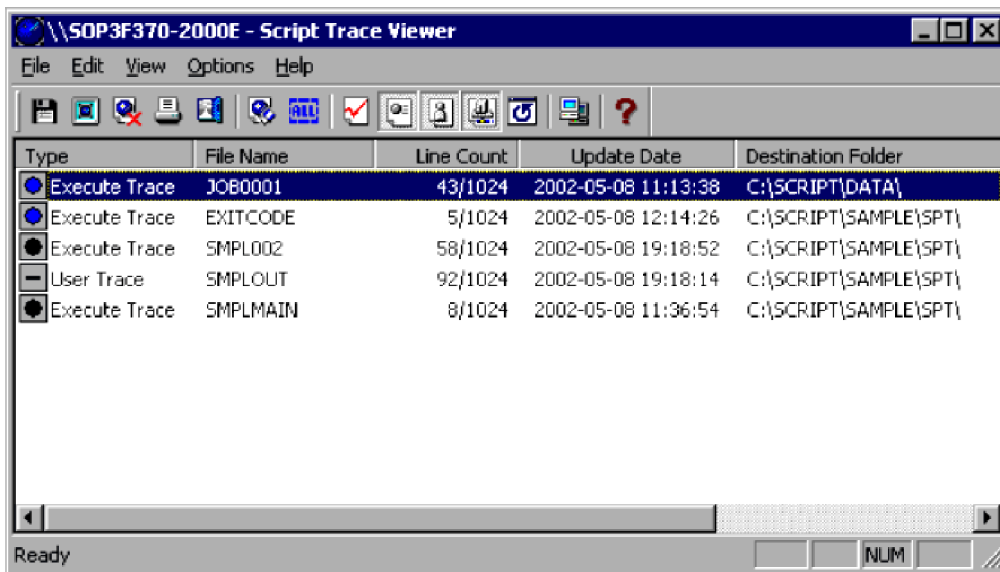 \\SOP3F370-2000E - Script Trace Viewer
File Edit View Options Help
ALL
Type File Name Line Count Update Date Destination Folder
Execute Trace JOB0001 43/1024 2002-05-08 11:13:38 C:\SCRIPT\DATA\
Execute Trace EXITCODE 5/1024 2002-05-08 12:14:26 C:\SCRIPT\SAMPLE\SPT\
Execute Trace SMPL002 58/1024 2002-05-08 19:18:52 C:\SCRIPT\SAMPLE\SPT\
User Trace SMPLOUT 92/1024 2002-05-08 19:18:14 C:\SCRIPT\SAMPLE\SPT\
Execute Trace SMPLMAIN 8/1024 2002-05-08 11:36:54 C:\SCRIPT\SAMPLE\SPT\
Ready NUM